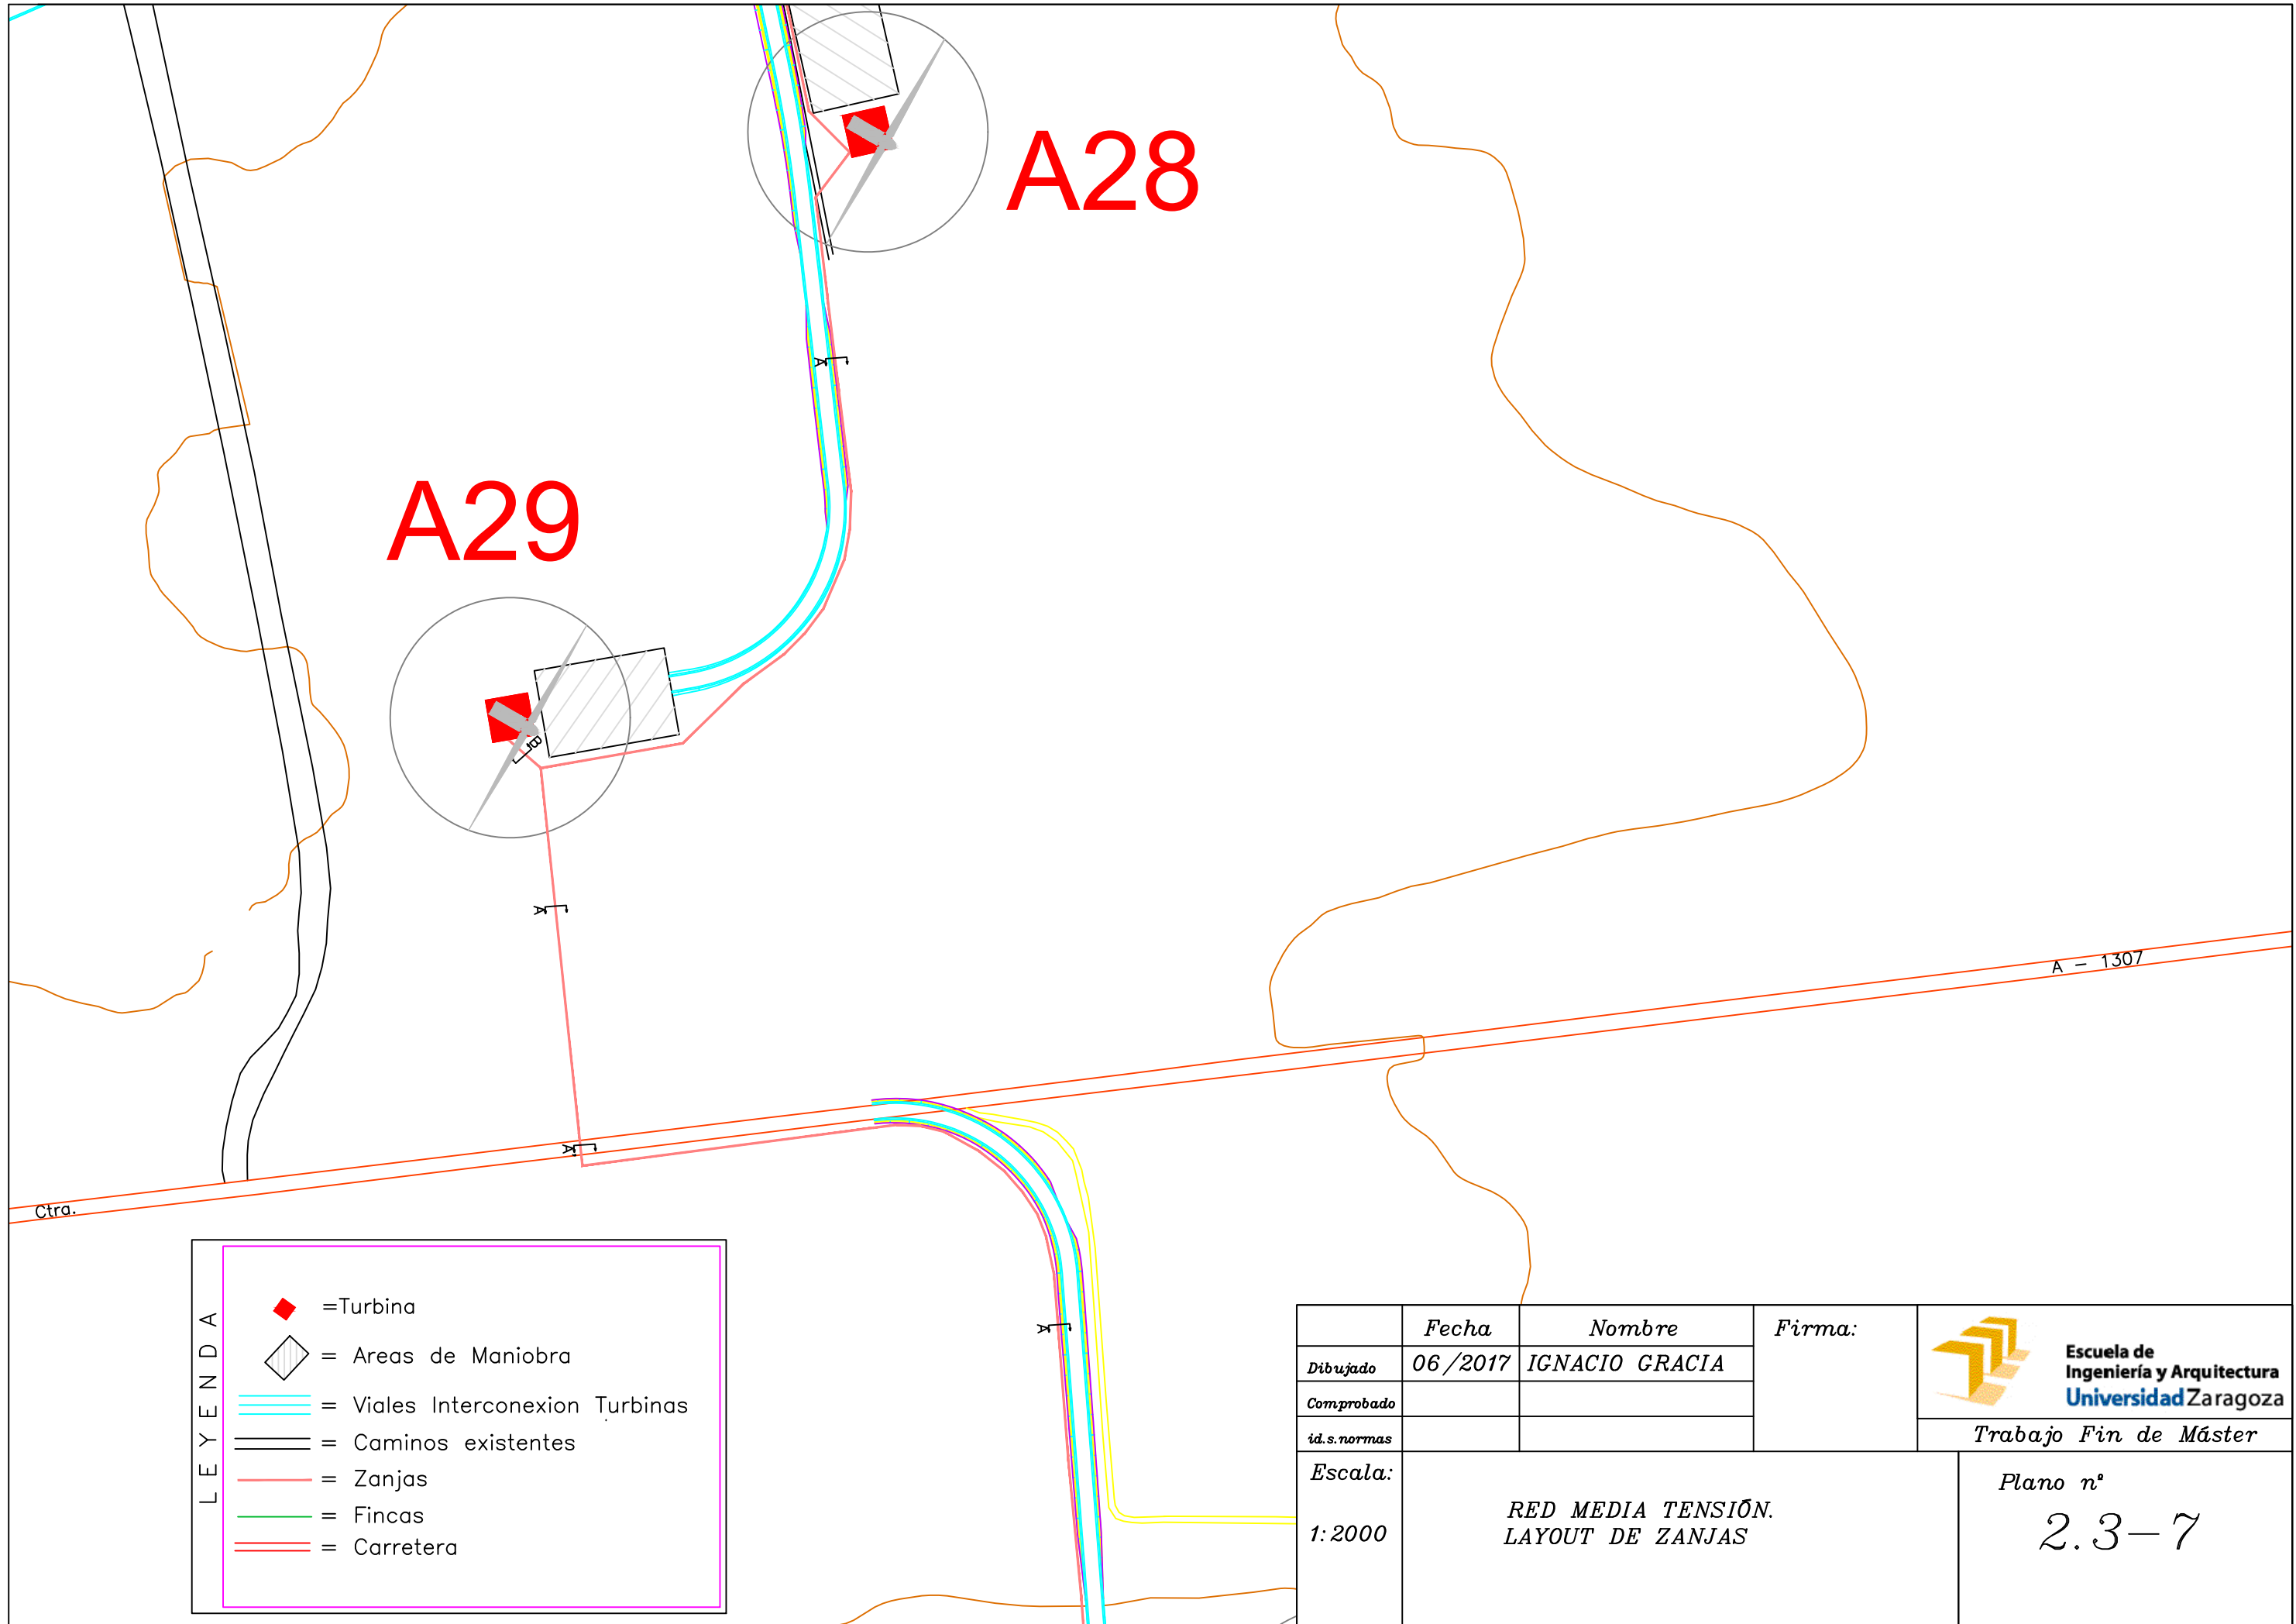 A28
A
A29
B
A
A - 1307
A
Ctra.
A
LEYENDA
=Turbina
= Areas de Maniobra
= Viales Interconexion Turbinas
= Caminos existentes
= Zanjas
= Fincas
= Carretera
Fecha Nombre Firma:
Dibujado 06/2017 IGNACIO GRACIA
Comprobado
id.s.normas
Escuela de
Ingeniería y Arquitectura
Universidad Zaragoza
Trabajo Fin de Máster
Escala:
1:2000
RED MEDIA TENSIÓN.
LAYOUT DE ZANJAS
Plano nº
2.3-7